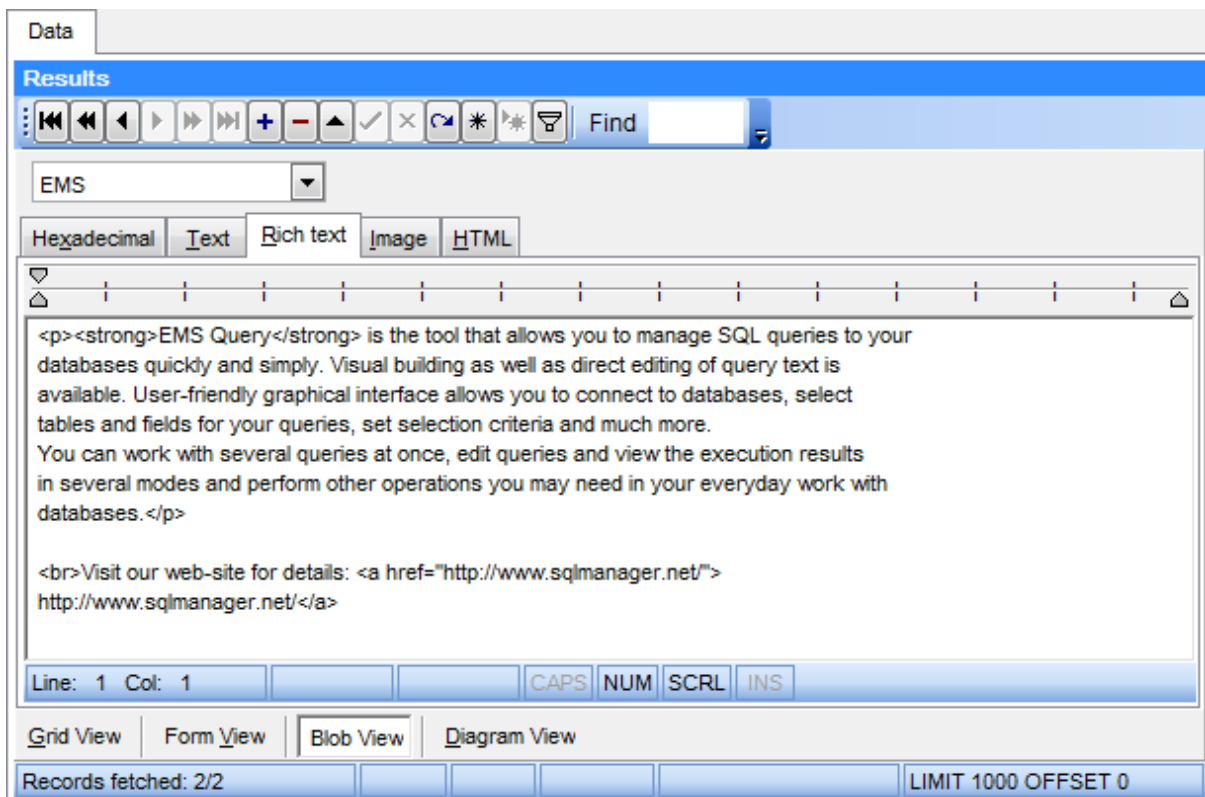 Data
Results
Find
EMS
Hexadecimal Text Rich text Image HTML
<p><strong>EMS Query</strong> is the tool that allows you to manage SQL queries to your
databases quickly and simply. Visual building as well as direct editing of query text is
available. User-friendly graphical interface allows you to connect to databases, select
tables and fields for your queries, set selection criteria and much more.
You can work with several queries at once, edit queries and view the execution results
in several modes and perform other operations you may need in your everyday work with
databases.</p>
<br>Visit our web-site for details: <a href="http://www.sqlmanager.net/">
http://www.sqlmanager.net/</a>
Line: 1 Col: 1 CAPS NUM SCRL INS
Grid View Form View Blob View Diagram View
Records fetched: 2/2 LIMIT 1000 OFFSET 0